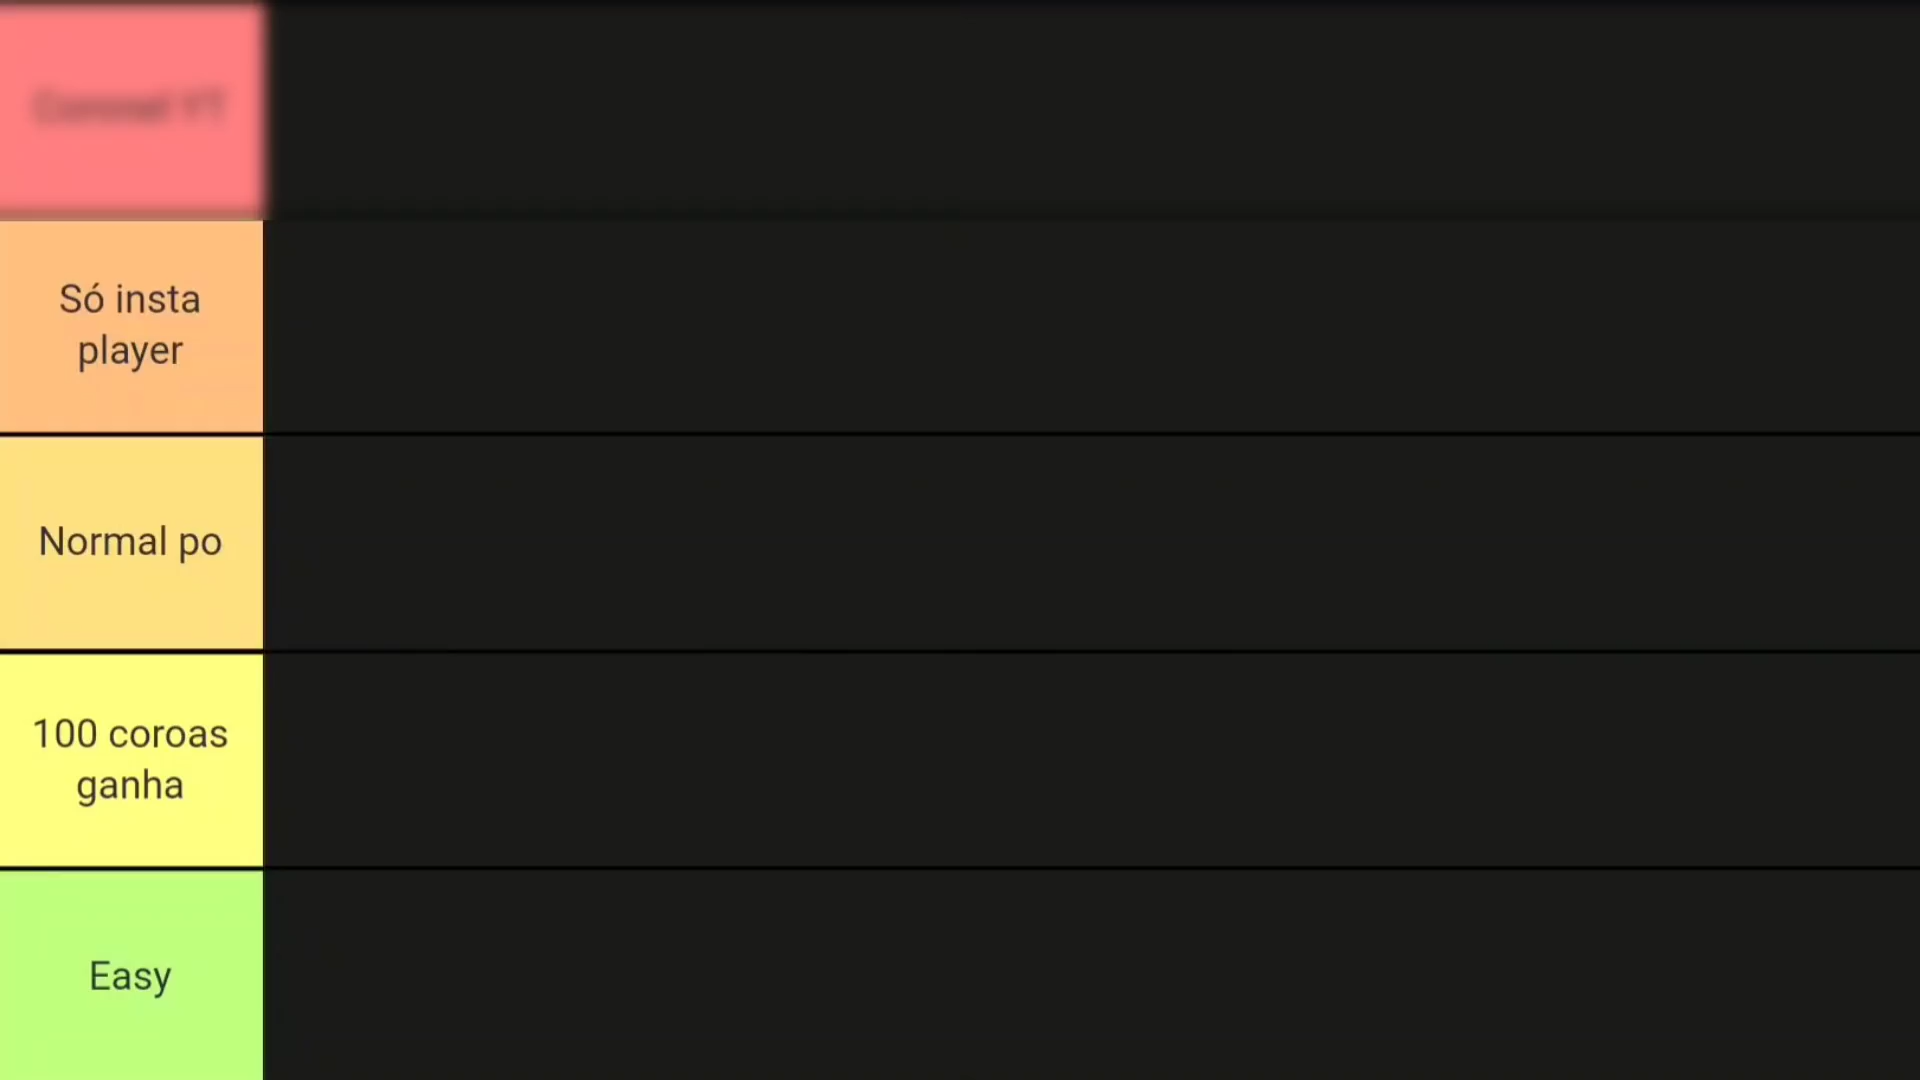 Só insta
player
Normal po
100 coroas
ganha
Easy